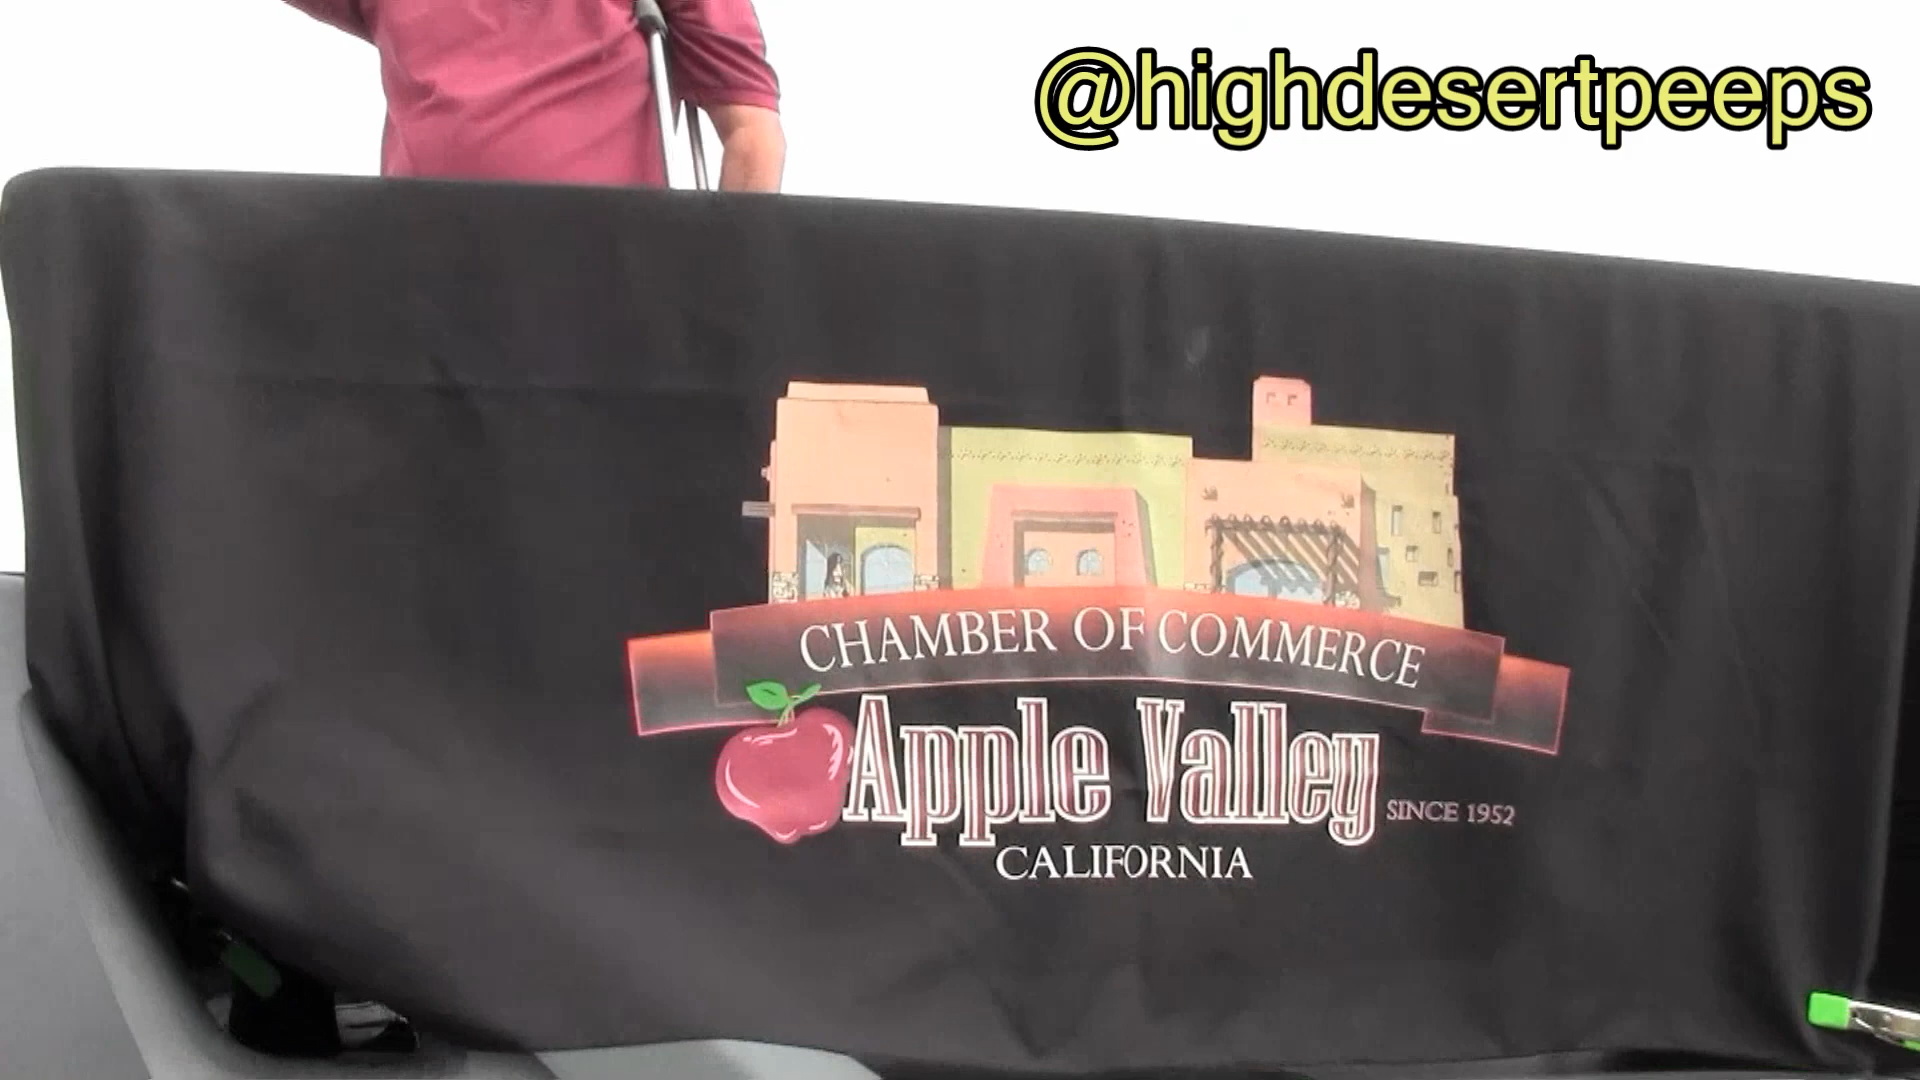 @highdesertpeeps
CHAMBER OF COMMERCE
Apple Valley
SINCE 1952
CALIFORNIA